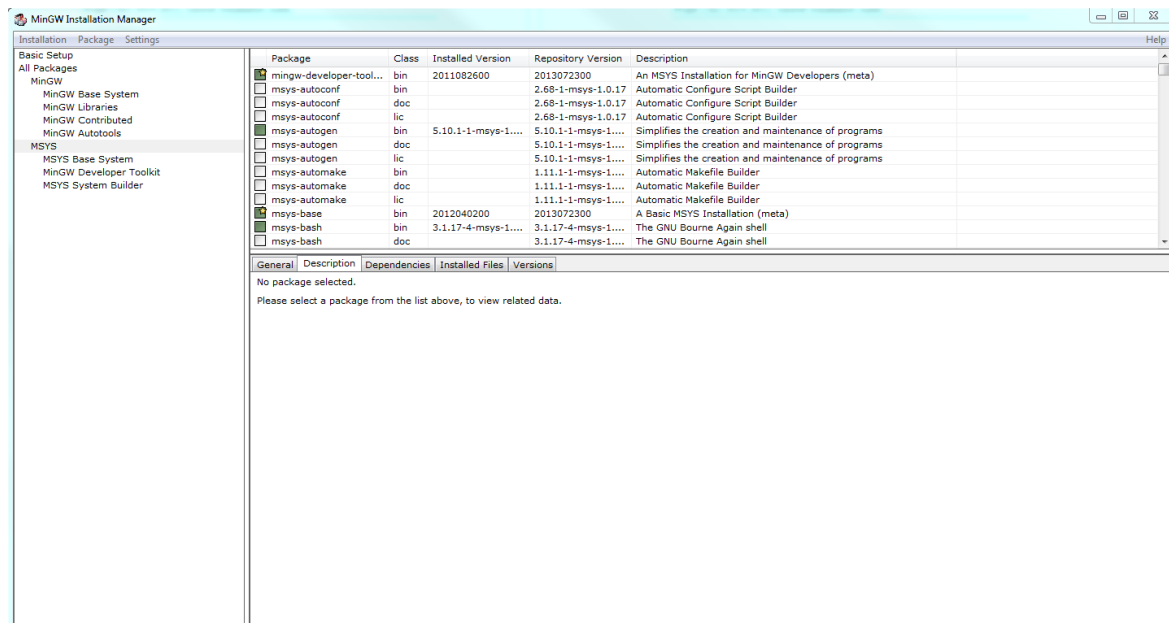 MinGW Installation Manager
Installation Package Settings Help
Basic Setup
All Packages
MinGW
MinGW Base System
MinGW Libraries
MinGW Contributed
MinGW Autotools
MSYS
MSYS Base System
MinGW Developer Toolkit
MSYS System Builder
Package Class Installed Version Repository Version Description
mingw-developer-tool... bin 2011082600 2013072300 An MSYS Installation for MinGW Developers (meta)
msys-autoconf bin 2.68-1-msys-1.0.17 Automatic Configure Script Builder
msys-autoconf doc 2.68-1-msys-1.0.17 Automatic Configure Script Builder
msys-autoconf lic 2.68-1-msys-1.0.17 Automatic Configure Script Builder
msys-autogen bin 5.10.1-1-msys-1.... 5.10.1-1-msys-1.... Simplifies the creation and maintenance of programs
msys-autogen doc 5.10.1-1-msys-1.... Simplifies the creation and maintenance of programs
msys-autogen lic 5.10.1-1-msys-1.... Simplifies the creation and maintenance of programs
msys-automake bin 1.11.1-1-msys-1.... Automatic Makefile Builder
msys-automake doc 1.11.1-1-msys-1.... Automatic Makefile Builder
msys-automake lic 1.11.1-1-msys-1.... Automatic Makefile Builder
msys-base bin 2012040200 2013072300 A Basic MSYS Installation (meta)
msys-bash bin 3.1.17-4-msys-1.... 3.1.17-4-msys-1.... The GNU Bourne Again shell
msys-bash doc 3.1.17-4-msys-1.... The GNU Bourne Again shell
General Description Dependencies Installed Files Versions
No package selected.
Please select a package from the list above, to view related data.